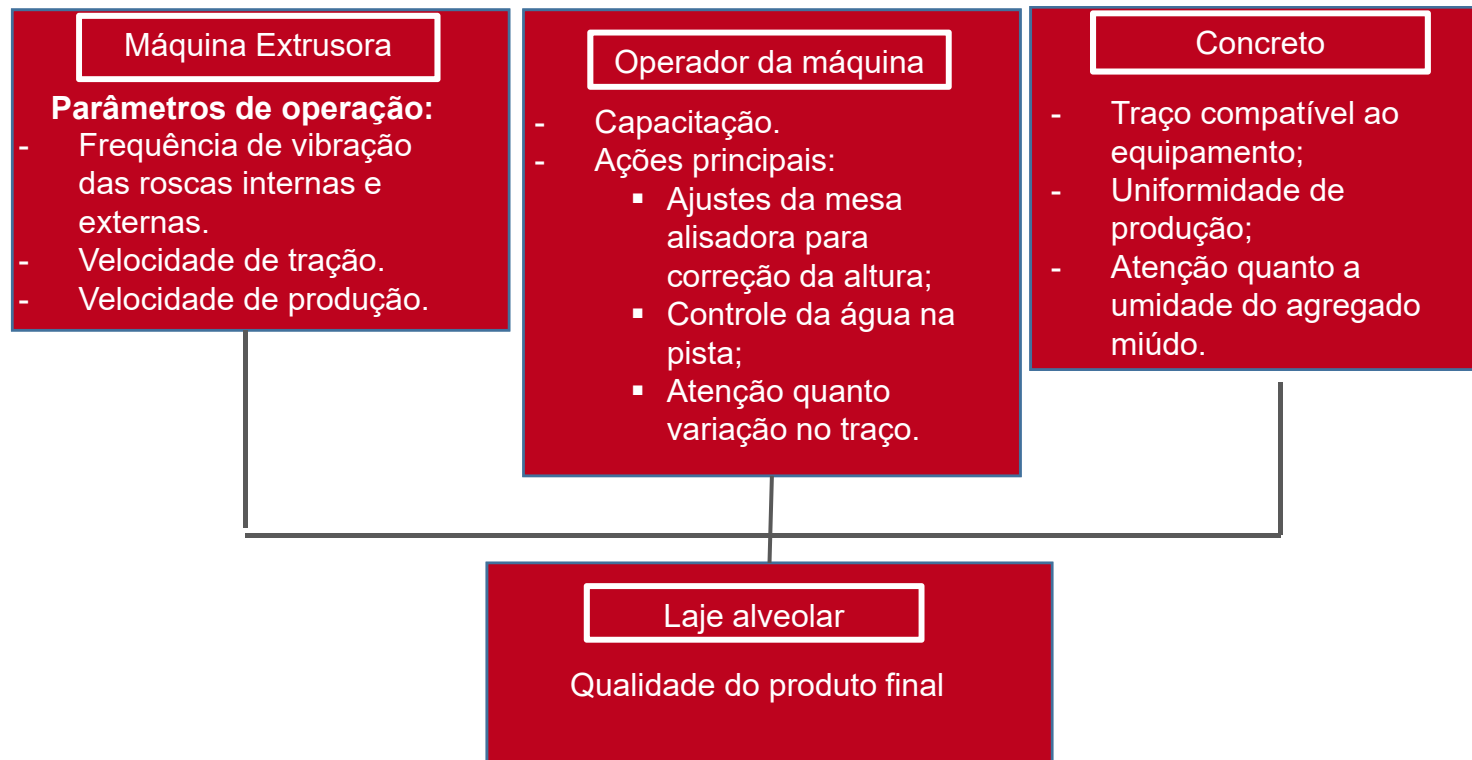 Máquina Extrusora
Parâmetros de operação:
- Frequência de vibração
das roscas internas e
externas.
- Velocidade de tração.
- Velocidade de produção.
Operador da máquina
- Capacitação.
- Ações principais:
▪ Ajustes da mesa
alisadora para
correção da altura;
▪ Controle da água na
pista;
▪ Atenção quanto
variação no traço.
Concreto
- Traço compatível ao
equipamento;
- Uniformidade de
produção;
- Atenção quanto a
umidade do agregado
miúdo.
Laje alveolar
Qualidade do produto final